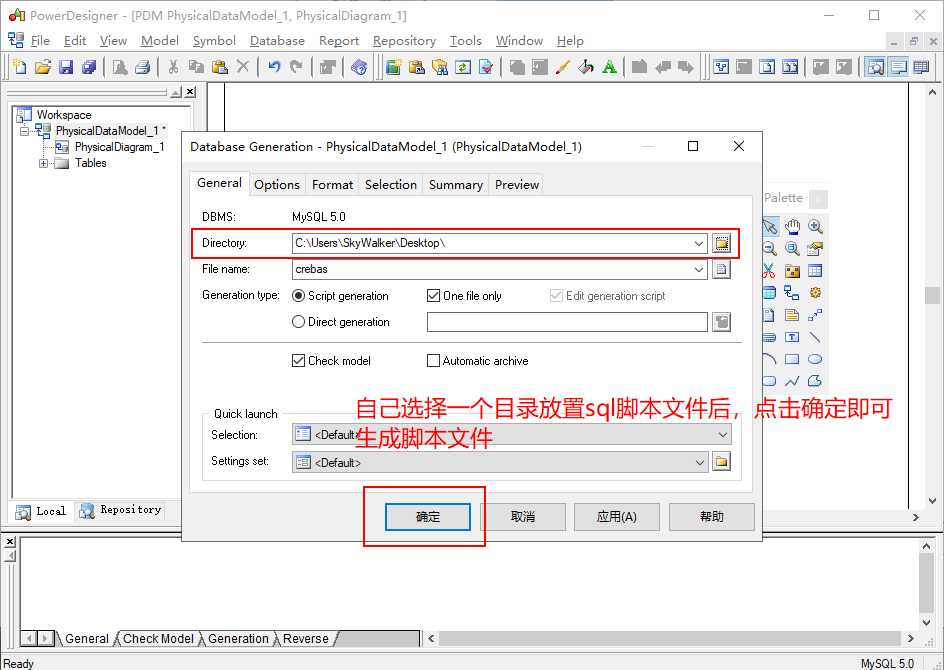 PowerDesigner - [PDM PhysicalDataModel_1, PhysicalDiagram_1]
File Edit View Model Symbol Database Report Repository Tools Window Help
Workspace
PhysicalDataModel_1 *
PhysicalDiagram_1
Tables
Local Repository
Database Generation - PhysicalDataModel_1 (PhysicalDataModel_1)
General Options Format Selection Summary Preview
DBMS: MySQL 5.0
Directory: C:\Users\SkyWalker\Desktop\
File name: crebas
Generation type: Script generation One file only Edit generation script
Direct generation
Check model Automatic archive
自己选择一个目录放置sql脚本文件后，点击确定即可
生成脚本文件
Quick launch
Selection: <Default>
Settings set: <Default>
确定 取消 应用(A) 帮助
Palette
General Check Model Generation Reverse
Ready MySQL 5.0